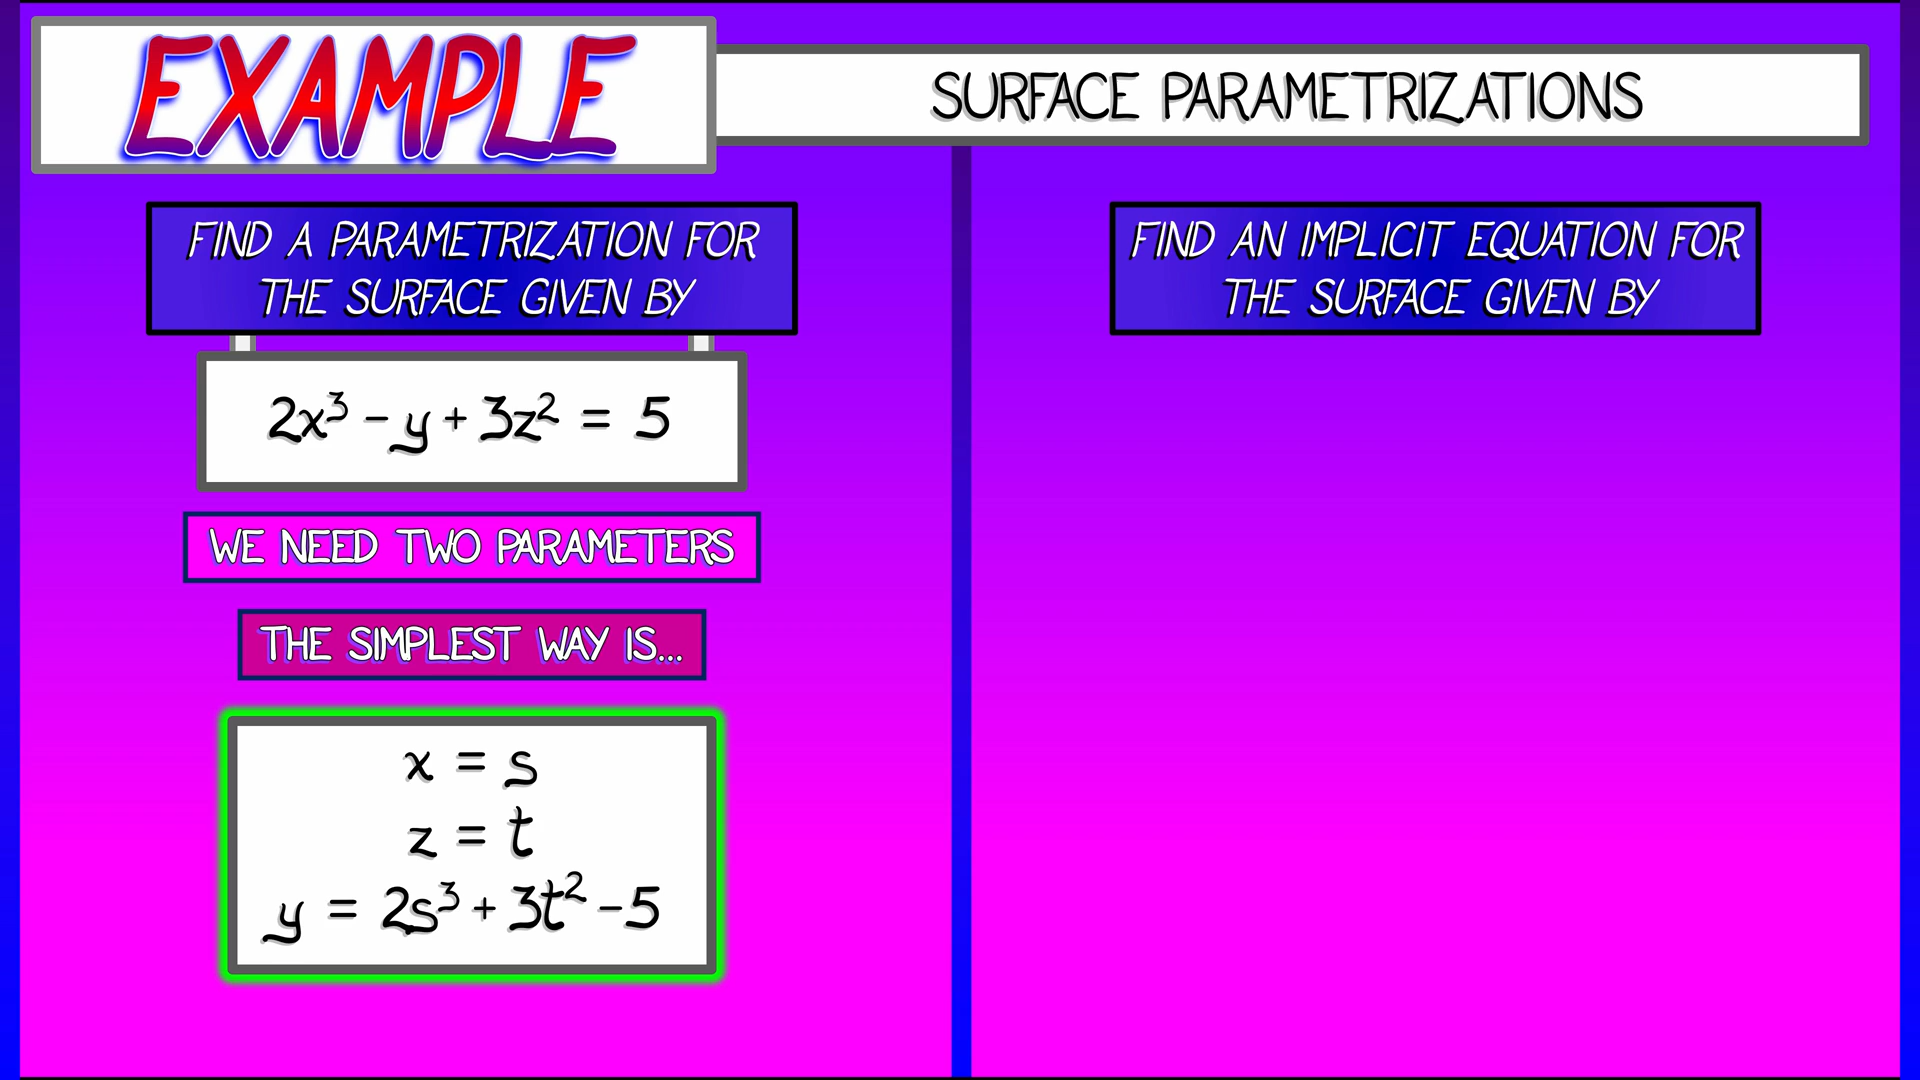 EXAMPLE
SURFACE PARAMETRIZATIONS
FIND A PARAMETRIZATION FOR
THE SURFACE GIVEN BY
2x³ - y + 3z² = 5
WE NEED TWO PARAMETERS
THE SIMPLEST WAY IS...
x = s
z = t
y = 2s³ + 3t² - 5
FIND AN IMPLICIT EQUATION FOR
THE SURFACE GIVEN BY